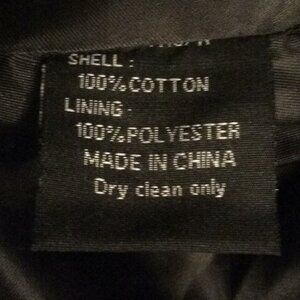 SHELL :
100%COTTON
LINING·
100%POLYESTER
MADE IN CHINA
Dry clean only